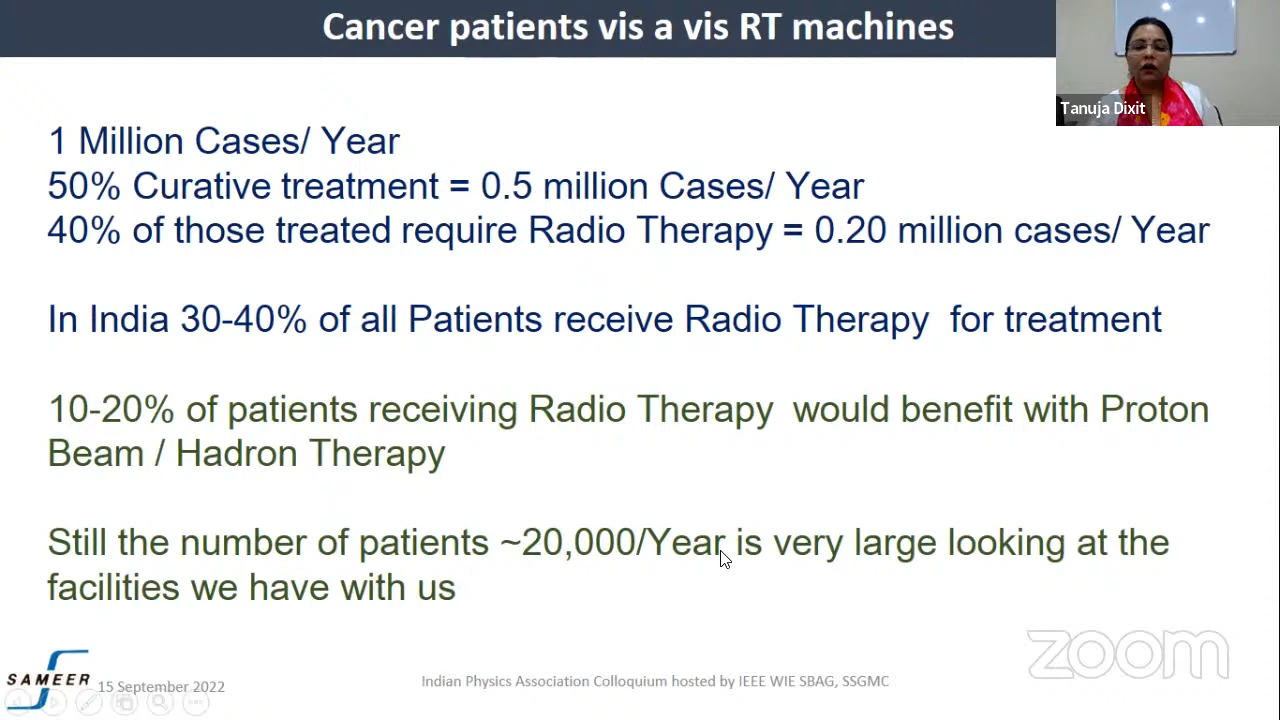 Cancer patients vis a vis RT machines
Tanuja Dixit
1 Million Cases/ Year
50% Curative treatment = 0.5 million Cases/ Year
40% of those treated require Radio Therapy = 0.20 million cases/ Year
In India 30-40% of all Patients receive Radio Therapy for treatment
10-20% of patients receiving Radio Therapy would benefit with Proton
Beam / Hadron Therapy
Still the number of patients ~20,000/Year is very large looking at the
facilities we have with us
zoom
SAMEER
15 September 2022
Indian Physics Association Colloquium hosted by IEEE WIE SBAG, SSGMC